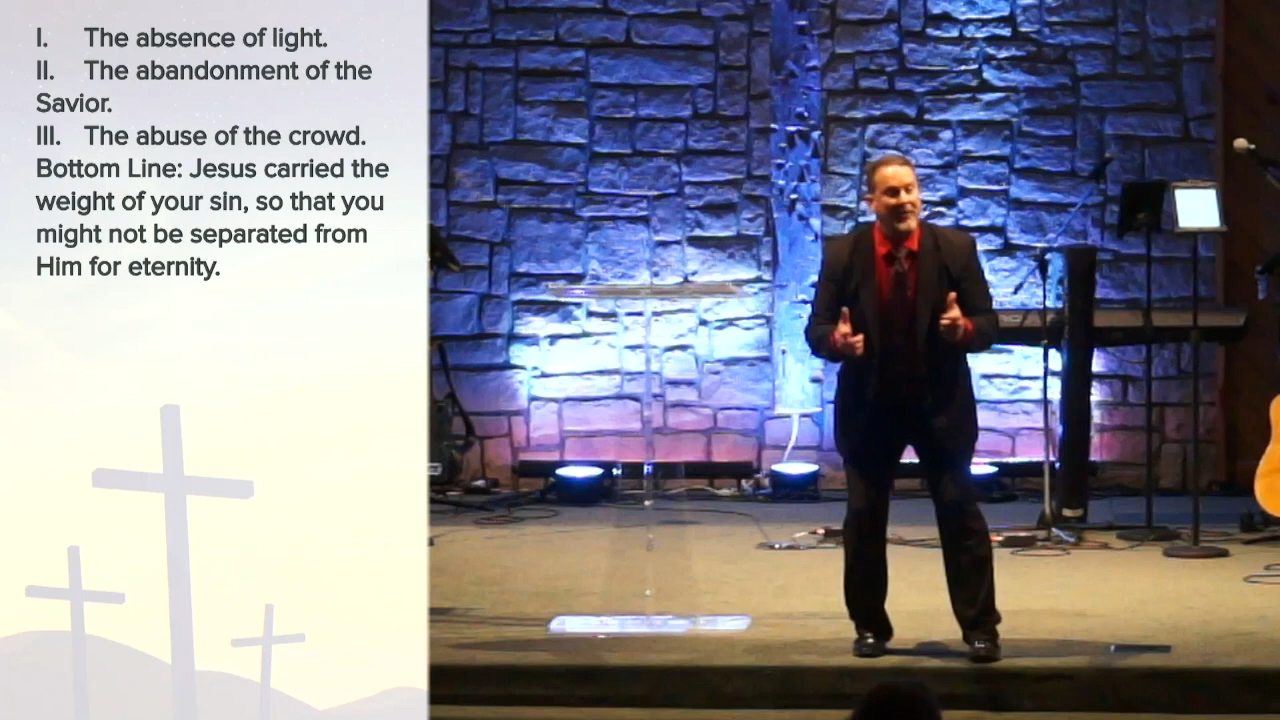 I. The absence of light.
II. The abandonment of the
Savior.
III. The abuse of the crowd.
Bottom Line: Jesus carried the
weight of your sin, so that you
might not be separated from
Him for eternity.